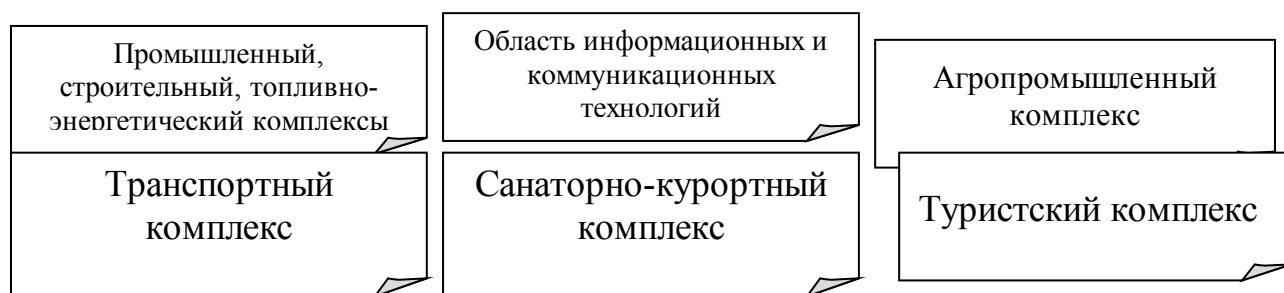 Промышленный,
строительный, топливно-
энергетический комплексы
Область информационных и
коммуникационных
технологий
Агропромышленный
комплекс
Транспортный
комплекс
Санаторно-курортный
комплекс
Туристский комплекс